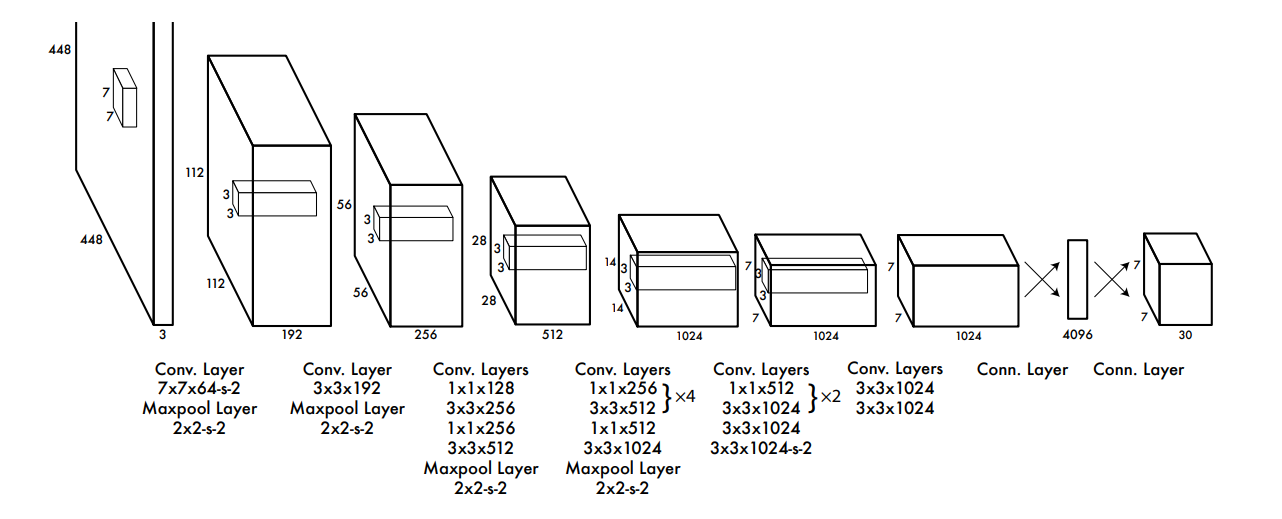 448
7
7
448
3
112
3
3
112
192
56
3
3
56
256
28
3
3
28
512
14
3
3
14
1024
7
3
3
7
1024
7
7
1024
4096
7
7
30
Conv. Layer
7x7x64-s-2
Maxpool Layer
2x2-s-2
Conv. Layer
3x3x192
Maxpool Layer
2x2-s-2
Conv. Layers
1x1x128
3x3x256
1x1x256
3x3x512
Maxpool Layer
2x2-s-2
Conv. Layers
1x1x256
3x3x512
} ×4
1x1x512
3x3x1024
Maxpool Layer
2x2-s-2
Conv. Layers
1x1x512
3x3x1024
} ×2
3x3x1024
3x3x1024-s-2
Conv. Layers
3x3x1024
3x3x1024
Conn. Layer
Conn. Layer